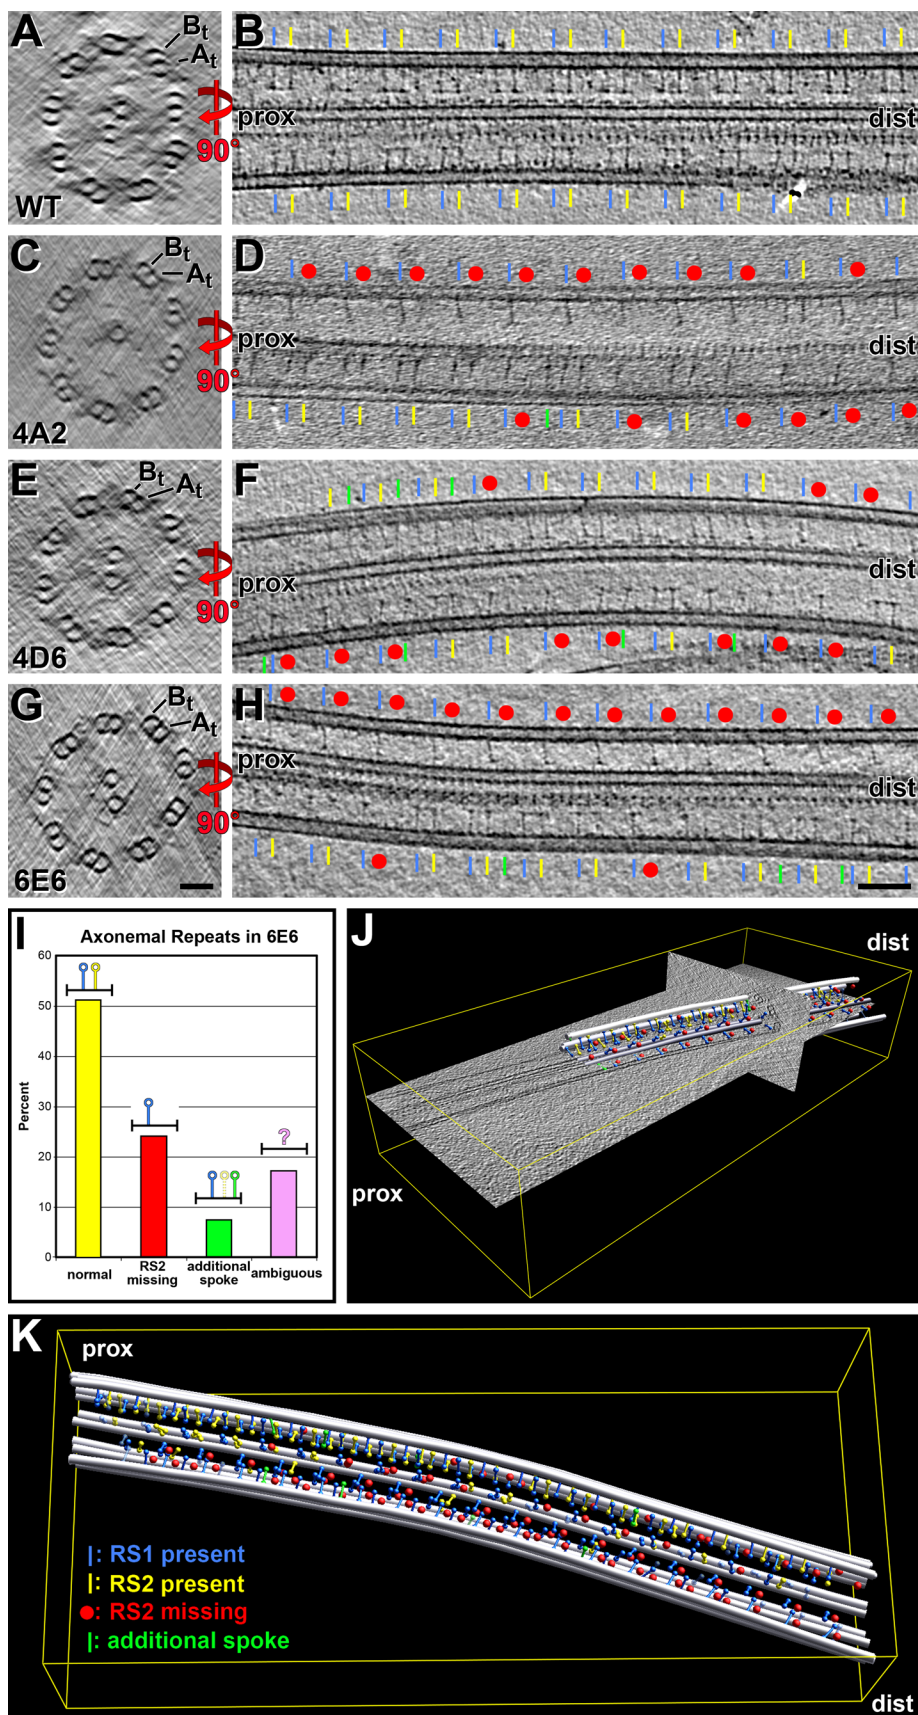 A
Bt
At
90°
WT
B
prox
dist
C
Bt
At
90°
4A2
D
prox
dist
E
Bt
At
90°
4D6
F
prox
dist
G
Bt
At
90°
6E6
H
prox
dist
I
Axonemal Repeats in 6E6
Percent
60
50
40
30
20
10
0
?
normal
RS2 missing
additional spoke
ambiguous
J
dist
prox
K
prox
|: RS1 present
|: RS2 present
●: RS2 missing
|: additional spoke
dist